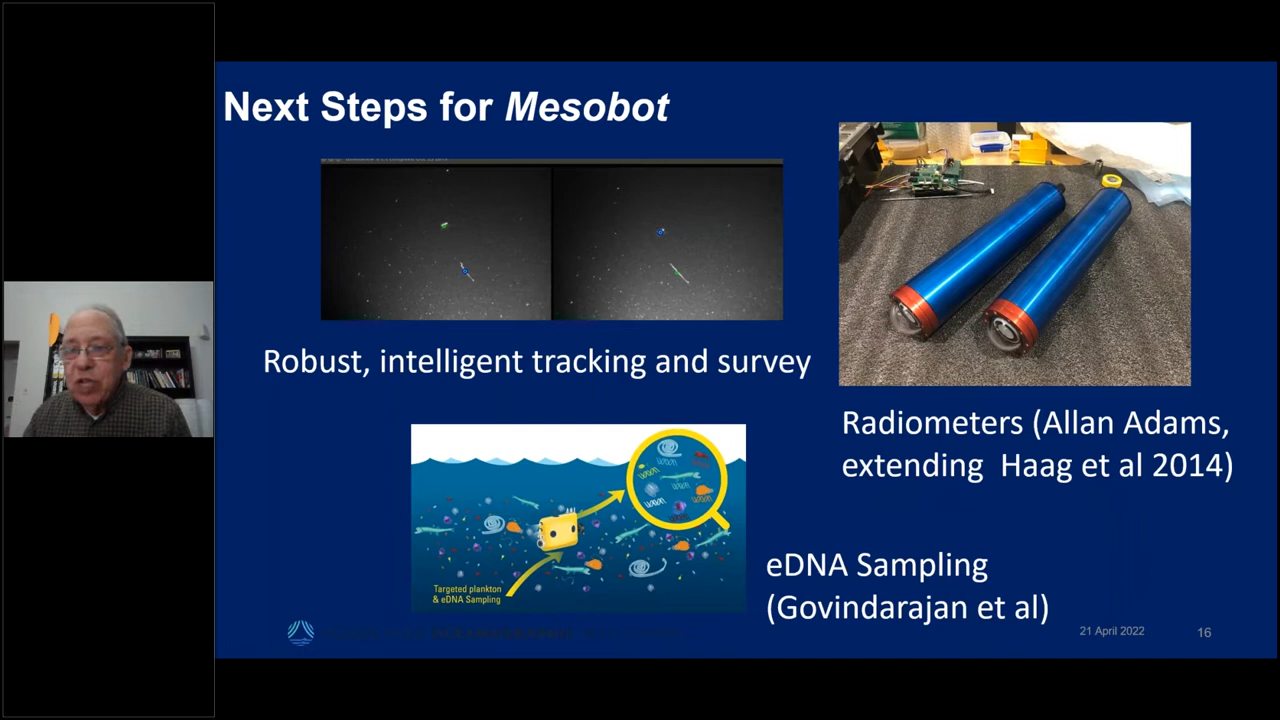 Next Steps for Mesobot
Robust, intelligent tracking and survey
Radiometers (Allan Adams,
extending Haag et al 2014)
Targeted plankton
& eDNA Sampling
eDNA Sampling
(Govindarajan et al)
21 April 2022
16